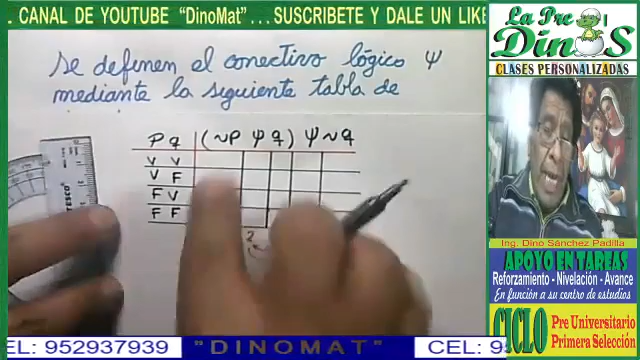 . CANAL DE YOUTUBE "DinoMat"...SUSCRIBETE Y DALE UN LIKE
La Pre
Dinos
CLASES PERSONALIZADAS
Se definen el conectivo lógico Ψ
mediante la siguiente tabla de
P q (~P Ψ q) Ψ ~q
V V
V F
F V
F F
2
Ing. Dino Sánchez Padilla
APOYO EN TAREAS
Reforzamiento - Nivelación - Avance
En función a su centro de estudios
CICLO Pre Universitario
Primera Selección
EL: 952937939 "DINOMAT" CEL: 9